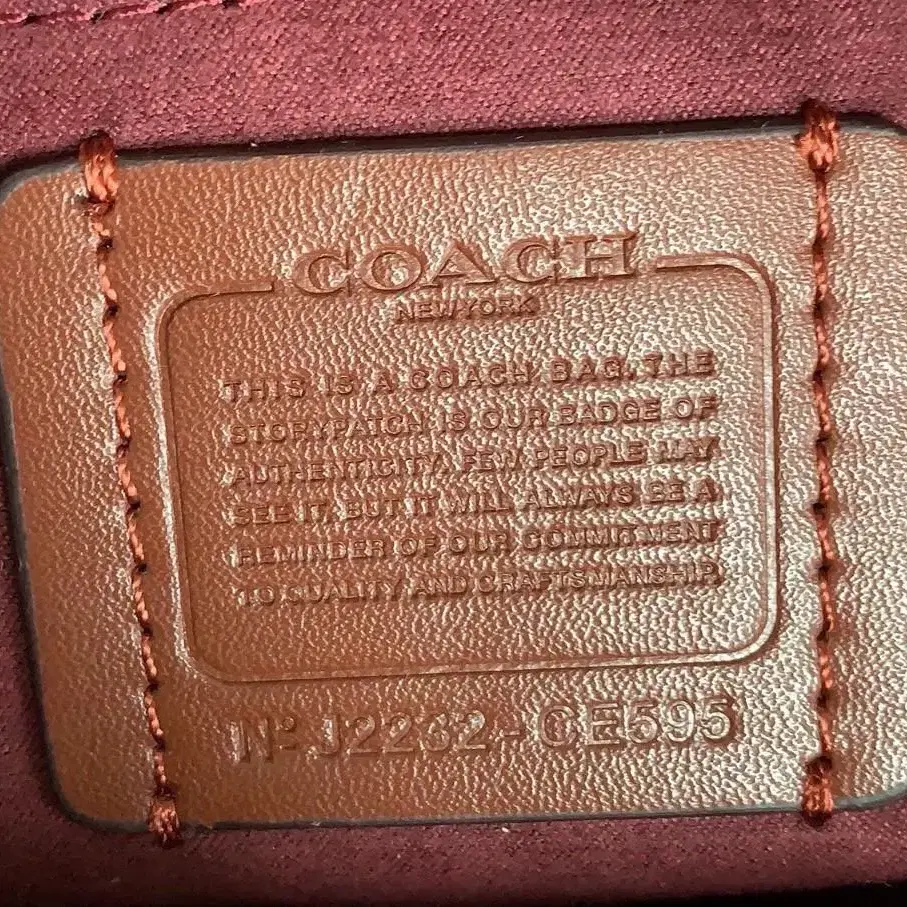 COACH
NEW YORK
THIS IS A COACH BAG. THE
STORYPATCH IS OUR BADGE OF
AUTHENTICITY. FEW PEOPLE MAY
SEE IT, BUT IT WILL ALWAYS BE A
REMINDER OF OUR COMMITMENT
TO QUALITY AND CRAFTSMANSHIP.
Nº J2232-CE595